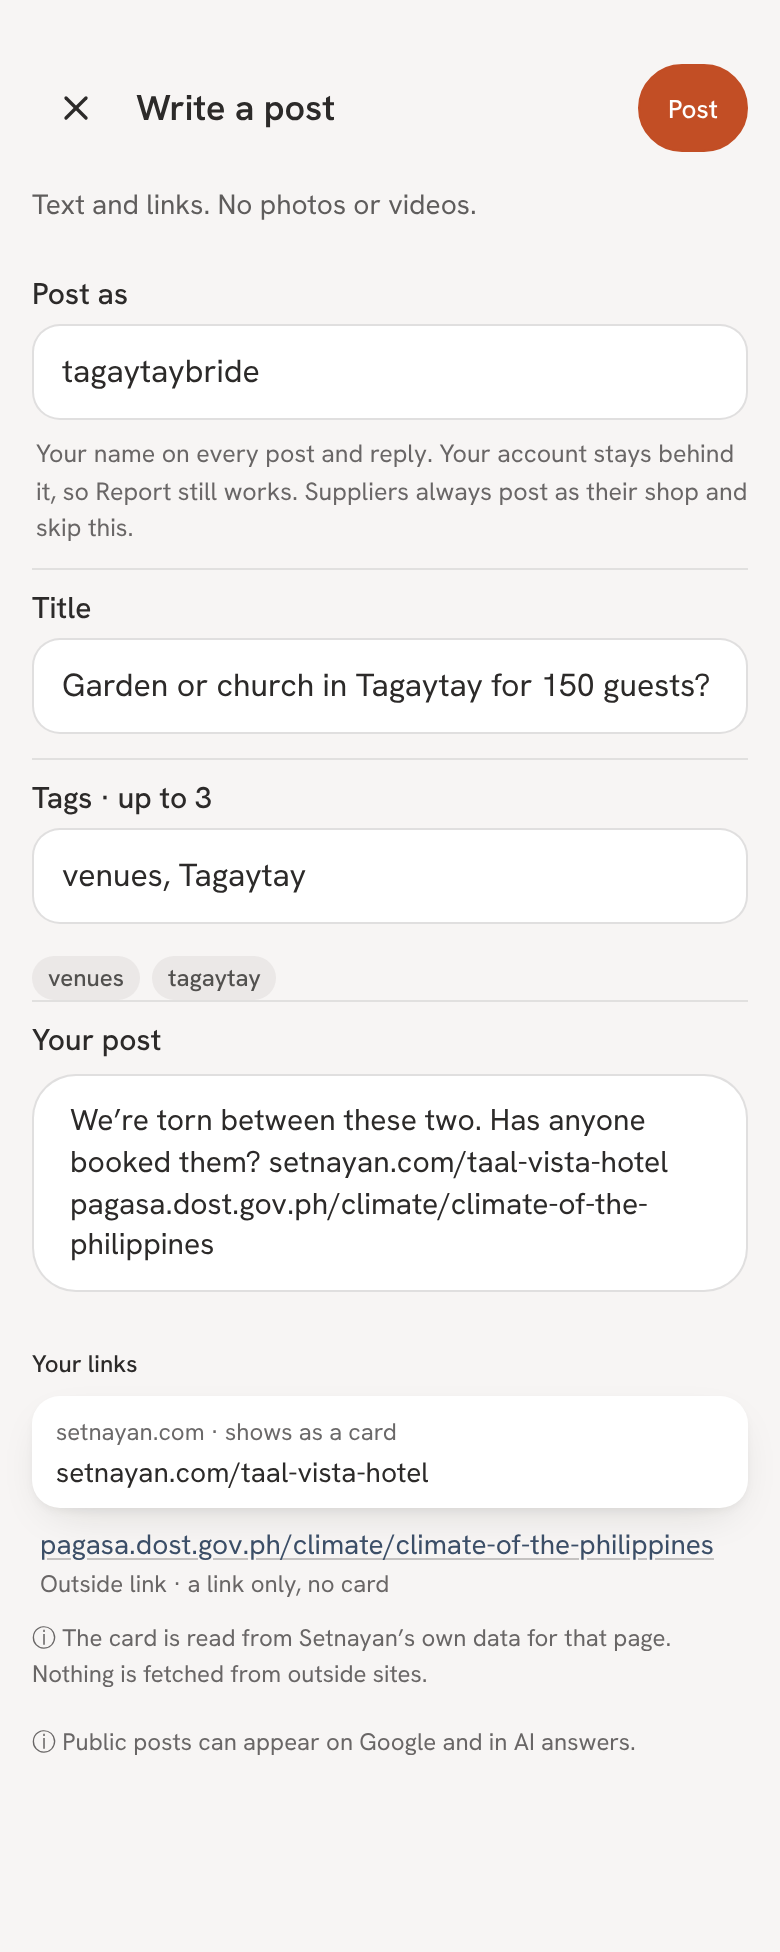 Write a post
Post
Text and links. No photos or videos.
Post as
tagaytaybride
Your name on every post and reply. Your account stays behind
it, so Report still works. Suppliers always post as their shop and
skip this.
Title
Garden or church in Tagaytay for 150 guests?
Tags · up to 3
venues, Tagaytay
venues tagaytay
Your post
We’re torn between these two. Has anyone
booked them? setnayan.com/taal-vista-hotel
pagasa.dost.gov.ph/climate/climate-of-the-
philippines
Your links
setnayan.com · shows as a card
setnayan.com/taal-vista-hotel
pagasa.dost.gov.ph/climate/climate-of-the-philippines
Outside link · a link only, no card
ⓘ The card is read from Setnayan’s own data for that page.
Nothing is fetched from outside sites.
ⓘ Public posts can appear on Google and in AI answers.